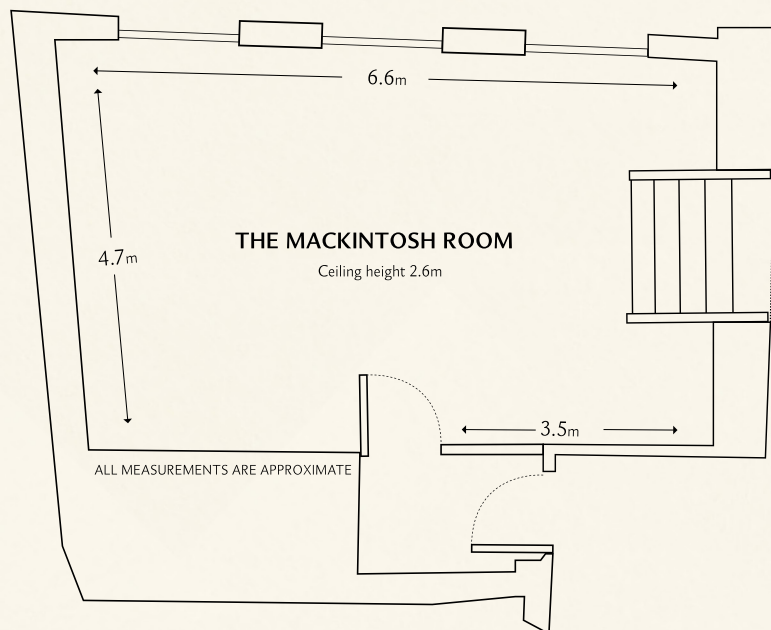 6.6m
4.7m
THE MACKINTOSH ROOM
Ceiling height 2.6m
3.5m
ALL MEASUREMENTS ARE APPROXIMATE